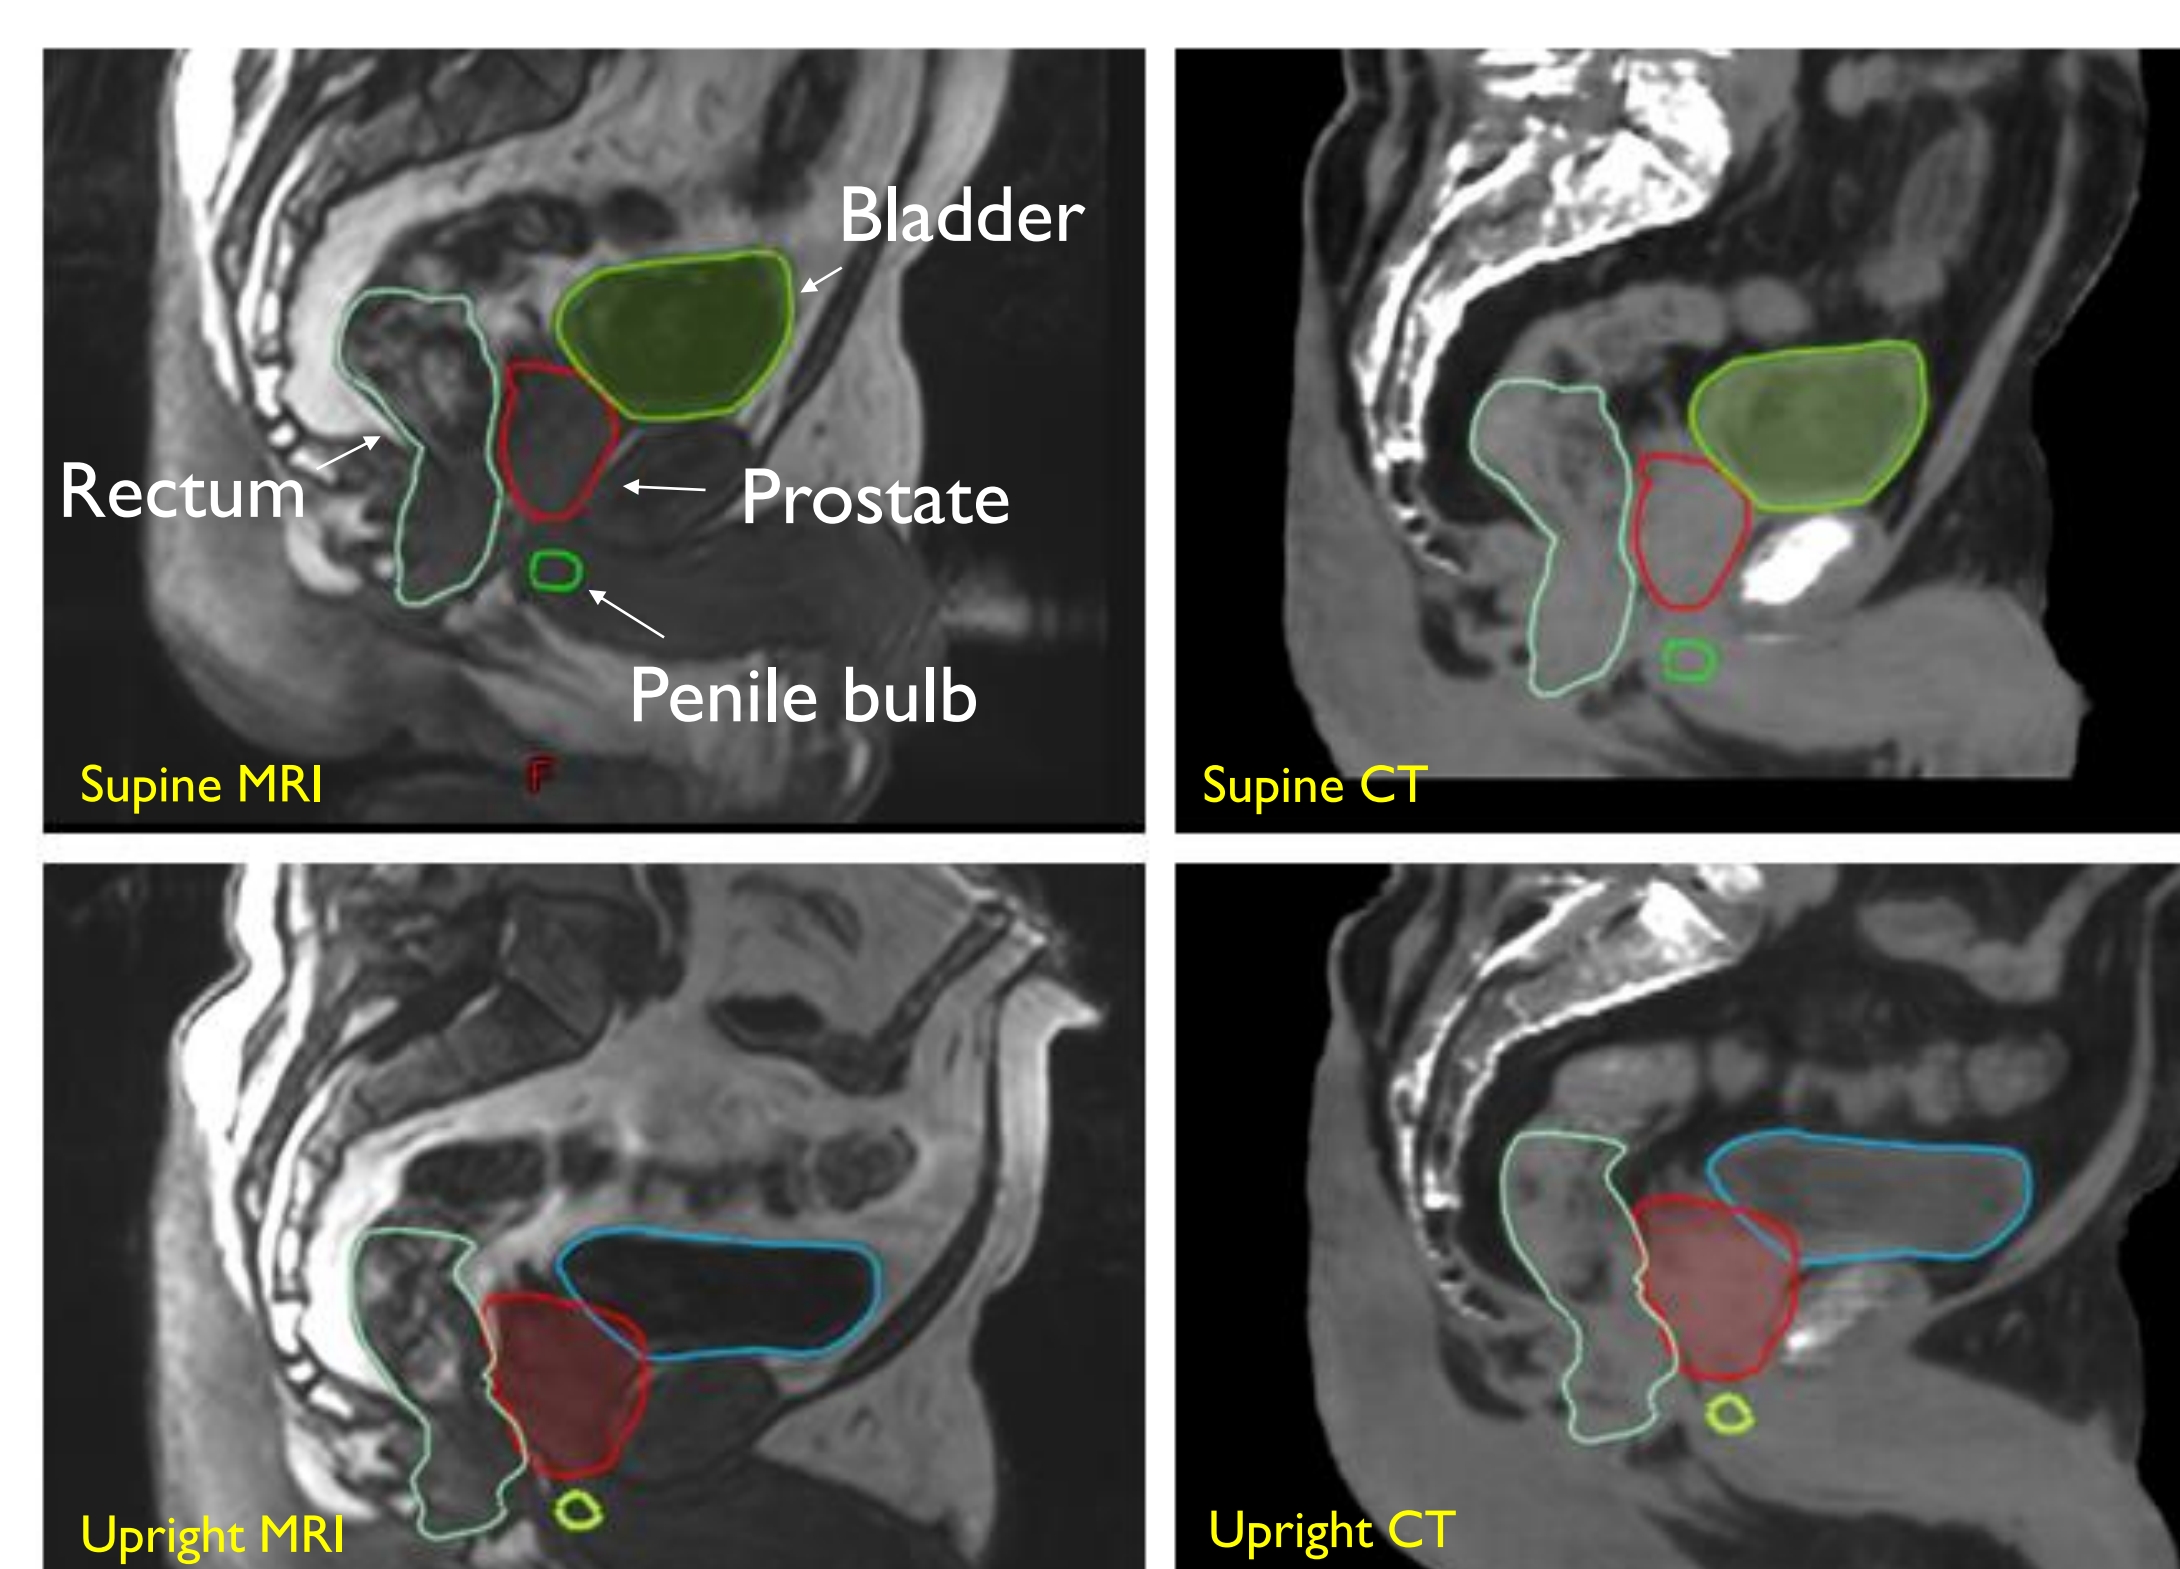 Bladder
Rectum
Prostate
Penile bulb
F
Supine MRI
Supine CT
Upright MRI
Upright CT